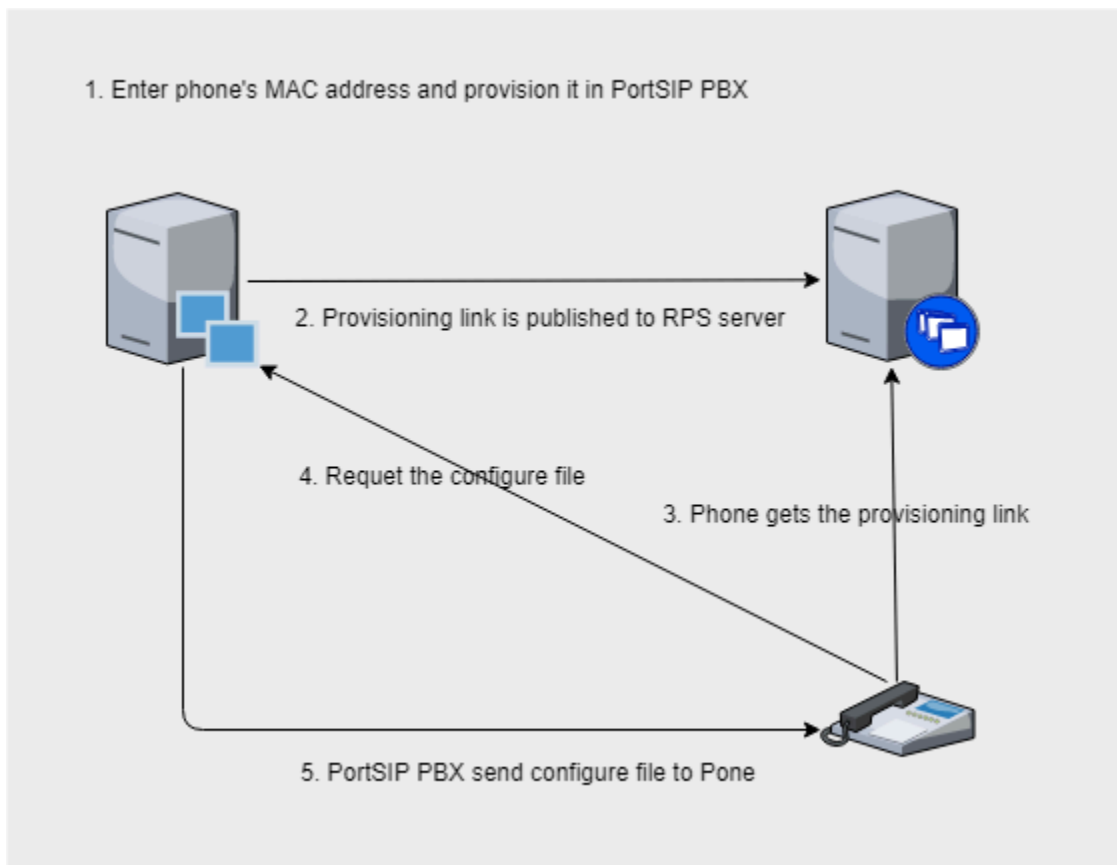 1. Enter phone's MAC address and provision it in PortSIP PBX
2. Provisioning link is published to RPS server
4. Requet the configure file
3. Phone gets the provisioning link
5. PortSIP PBX send configure file to Pone